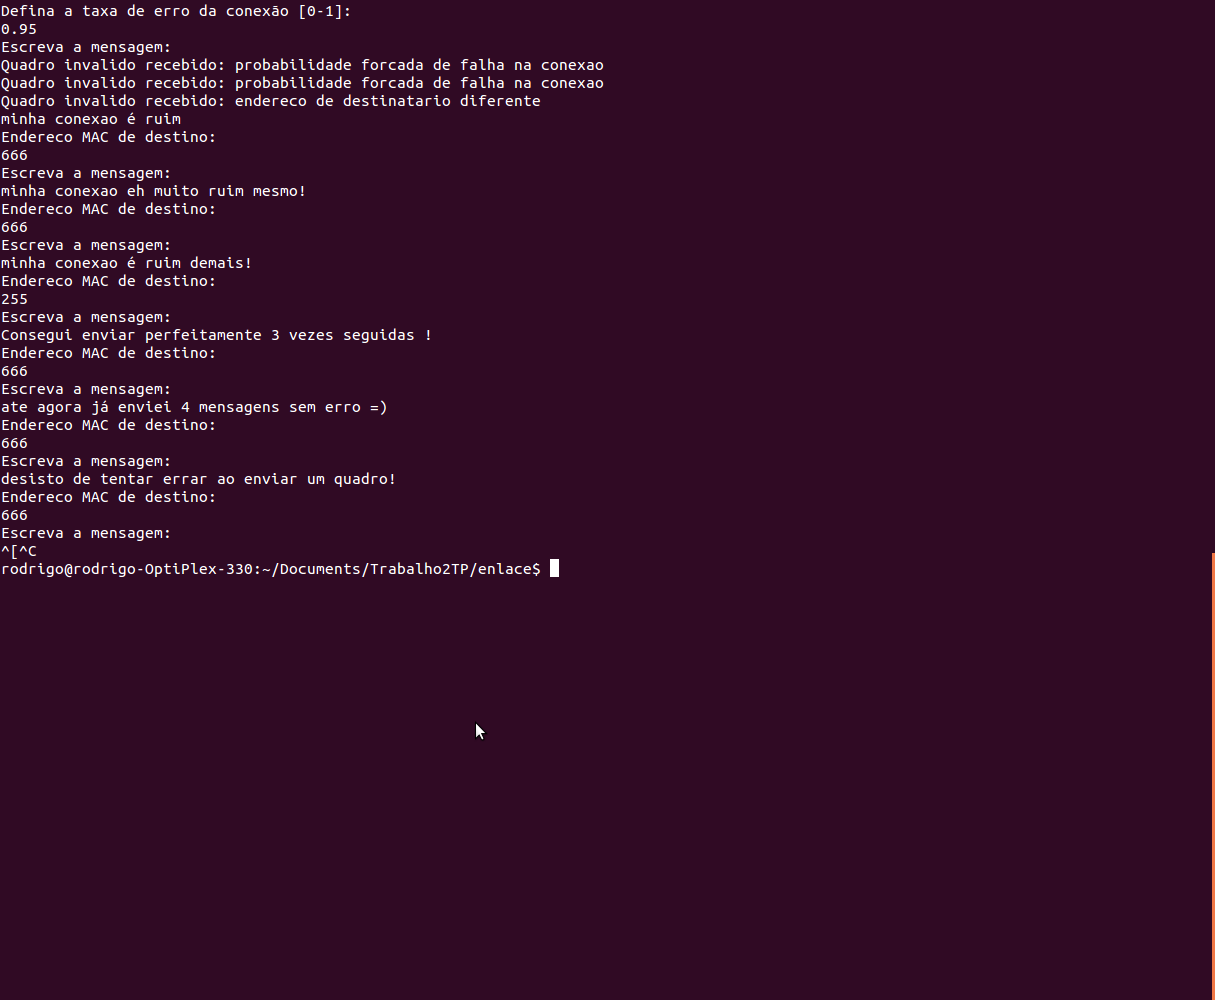 Defina a taxa de erro da conexão [0-1]:
0.95
Escreva a mensagem:
Quadro invalido recebido: probabilidade forcada de falha na conexao
Quadro invalido recebido: probabilidade forcada de falha na conexao
Quadro invalido recebido: endereco de destinatario diferente
minha conexao é ruim
Endereco MAC de destino:
666
Escreva a mensagem:
minha conexao eh muito ruim mesmo!
Endereco MAC de destino:
666
Escreva a mensagem:
minha conexao é ruim demais!
Endereco MAC de destino:
255
Escreva a mensagem:
Consegui enviar perfeitamente 3 vezes seguidas !
Endereco MAC de destino:
666
Escreva a mensagem:
ate agora já enviei 4 mensagens sem erro =)
Endereco MAC de destino:
666
Escreva a mensagem:
desisto de tentar errar ao enviar um quadro!
Endereco MAC de destino:
666
Escreva a mensagem:
^[^C
rodrigo@rodrigo-OptiPlex-330:~/Documents/Trabalho2TP/enlace$